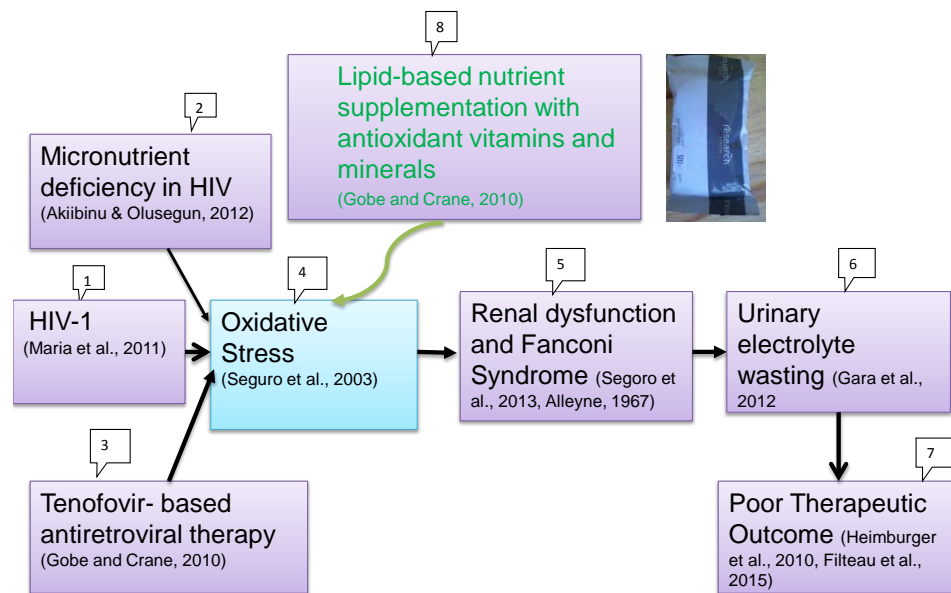 8
Lipid-based nutrient
supplementation with
antioxidant vitamins and
minerals
(Gobe and Crane, 2010)
research
2
Micronutrient
deficiency in HIV
(Akiibinu & Olusegun, 2012)
1
HIV-1
(Maria et al., 2011)
4
Oxidative
Stress
(Seguro et al., 2003)
5
Renal dysfunction
and Fanconi
Syndrome (Segoro
et al., 2013, Alleyne, 1967)
6
Urinary
electrolyte
wasting (Gara et al.,
2012
3
Tenofovir- based
antiretroviral therapy
(Gobe and Crane, 2010)
7
Poor Therapeutic
Outcome (Heimburger
et al., 2010, Filteau et al.,
2015)